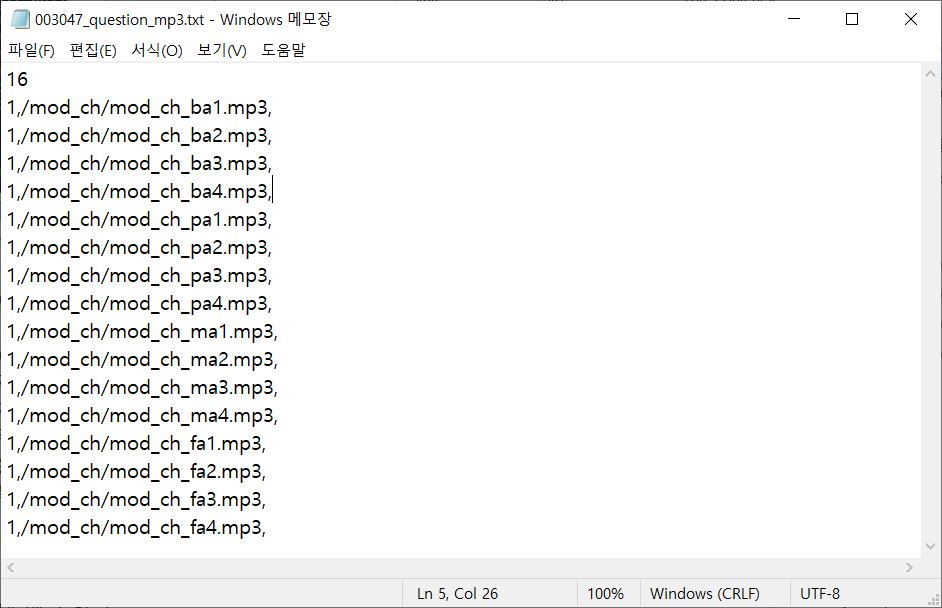 003047_question_mp3.txt - Windows 메모장
파일(F) 편집(E) 서식(O) 보기(V) 도움말
16
1,/mod_ch/mod_ch_ba1.mp3,
1,/mod_ch/mod_ch_ba2.mp3,
1,/mod_ch/mod_ch_ba3.mp3,
1,/mod_ch/mod_ch_ba4.mp3,
1,/mod_ch/mod_ch_pa1.mp3,
1,/mod_ch/mod_ch_pa2.mp3,
1,/mod_ch/mod_ch_pa3.mp3,
1,/mod_ch/mod_ch_pa4.mp3,
1,/mod_ch/mod_ch_ma1.mp3,
1,/mod_ch/mod_ch_ma2.mp3,
1,/mod_ch/mod_ch_ma3.mp3,
1,/mod_ch/mod_ch_ma4.mp3,
1,/mod_ch/mod_ch_fa1.mp3,
1,/mod_ch/mod_ch_fa2.mp3,
1,/mod_ch/mod_ch_fa3.mp3,
1,/mod_ch/mod_ch_fa4.mp3,
Ln 5, Col 26 100% Windows (CRLF) UTF-8